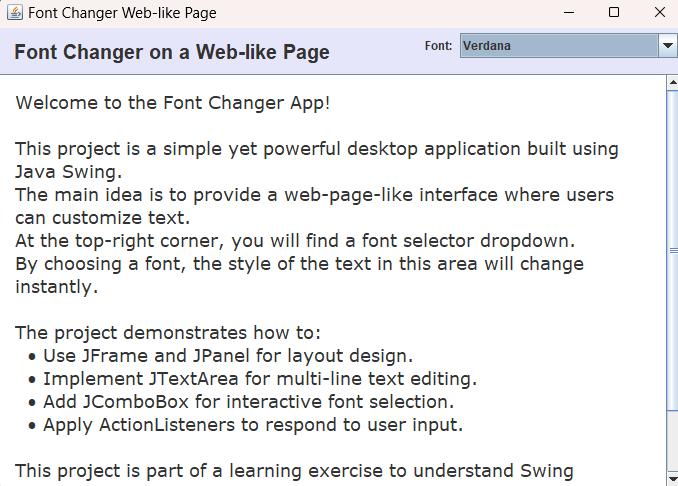 Font Changer Web-like Page
Font Changer on a Web-like Page
Font: Verdana
Welcome to the Font Changer App!
This project is a simple yet powerful desktop application built using
Java Swing.
The main idea is to provide a web-page-like interface where users
can customize text.
At the top-right corner, you will find a font selector dropdown.
By choosing a font, the style of the text in this area will change
instantly.
The project demonstrates how to:
• Use JFrame and JPanel for layout design.
• Implement JTextArea for multi-line text editing.
• Add JComboBox for interactive font selection.
• Apply ActionListeners to respond to user input.
This project is part of a learning exercise to understand Swing